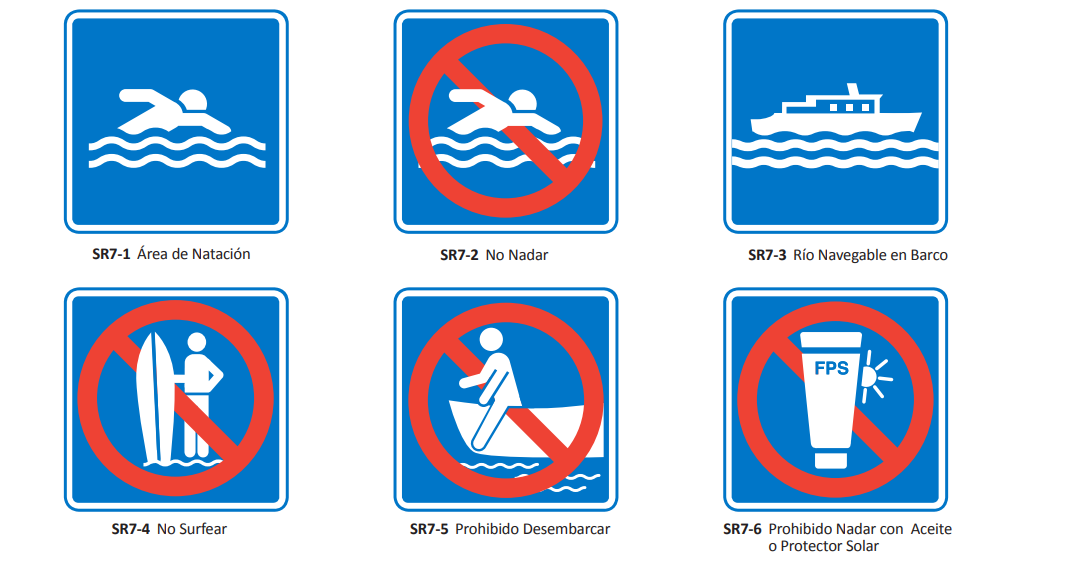 SR7-1 Área de Natación
SR7-2 No Nadar
SR7-3 Río Navegable en Barco
FPS
SR7-4 No Surfear
SR7-5 Prohibido Desembarcar
SR7-6 Prohibido Nadar con Aceite
o Protector Solar